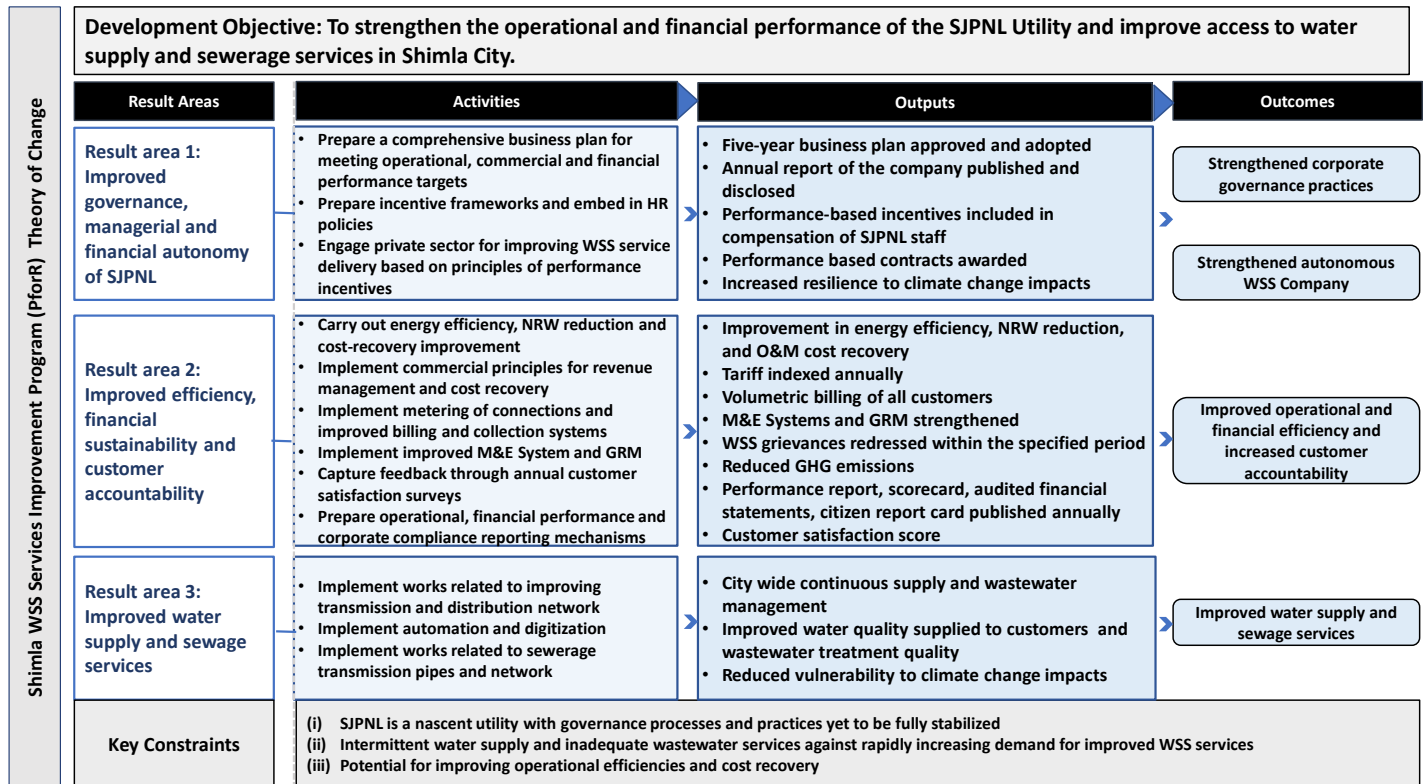 Shimla WSS Services Improvement Program (PforR) Theory of Change
Development Objective: To strengthen the operational and financial performance of the SJPNL Utility and improve access to water
supply and sewerage services in Shimla City.
Result Areas
Activities
Outputs
Outcomes
Result area 1:
Improved
governance,
managerial and
financial autonomy
of SJPNL
• Prepare a comprehensive business plan for
meeting operational, commercial and financial
performance targets
• Prepare incentive frameworks and embed in HR
policies
• Engage private sector for improving WSS service
delivery based on principles of performance
incentives
• Five-year business plan approved and adopted
• Annual report of the company published and
disclosed
• Performance-based incentives included in
compensation of SJPNL staff
• Performance based contracts awarded
• Increased resilience to climate change impacts
Strengthened corporate
governance practices
Strengthened autonomous
WSS Company
Result area 2:
Improved efficiency,
financial
sustainability and
customer
accountability
• Carry out energy efficiency, NRW reduction and
cost-recovery improvement
• Implement commercial principles for revenue
management and cost recovery
• Implement metering of connections and
improved billing and collection systems
• Implement improved M&E System and GRM
• Capture feedback through annual customer
satisfaction surveys
• Prepare operational, financial performance and
corporate compliance reporting mechanisms
• Improvement in energy efficiency, NRW reduction,
and O&M cost recovery
• Tariff indexed annually
• Volumetric billing of all customers
• M&E Systems and GRM strengthened
• WSS grievances redressed within the specified period
• Reduced GHG emissions
• Performance report, scorecard, audited financial
statements, citizen report card published annually
• Customer satisfaction score
Improved operational and
financial efficiency and
increased customer
accountability
Result area 3:
Improved water
supply and sewage
services
• Implement works related to improving
transmission and distribution network
• Implement automation and digitization
• Implement works related to sewerage
transmission pipes and network
• City wide continuous supply and wastewater
management
• Improved water quality supplied to customers and
wastewater treatment quality
• Reduced vulnerability to climate change impacts
Improved water supply and
sewage services
Key Constraints
(i) SJPNL is a nascent utility with governance processes and practices yet to be fully stabilized
(ii) Intermittent water supply and inadequate wastewater services against rapidly increasing demand for improved WSS services
(iii) Potential for improving operational efficiencies and cost recovery